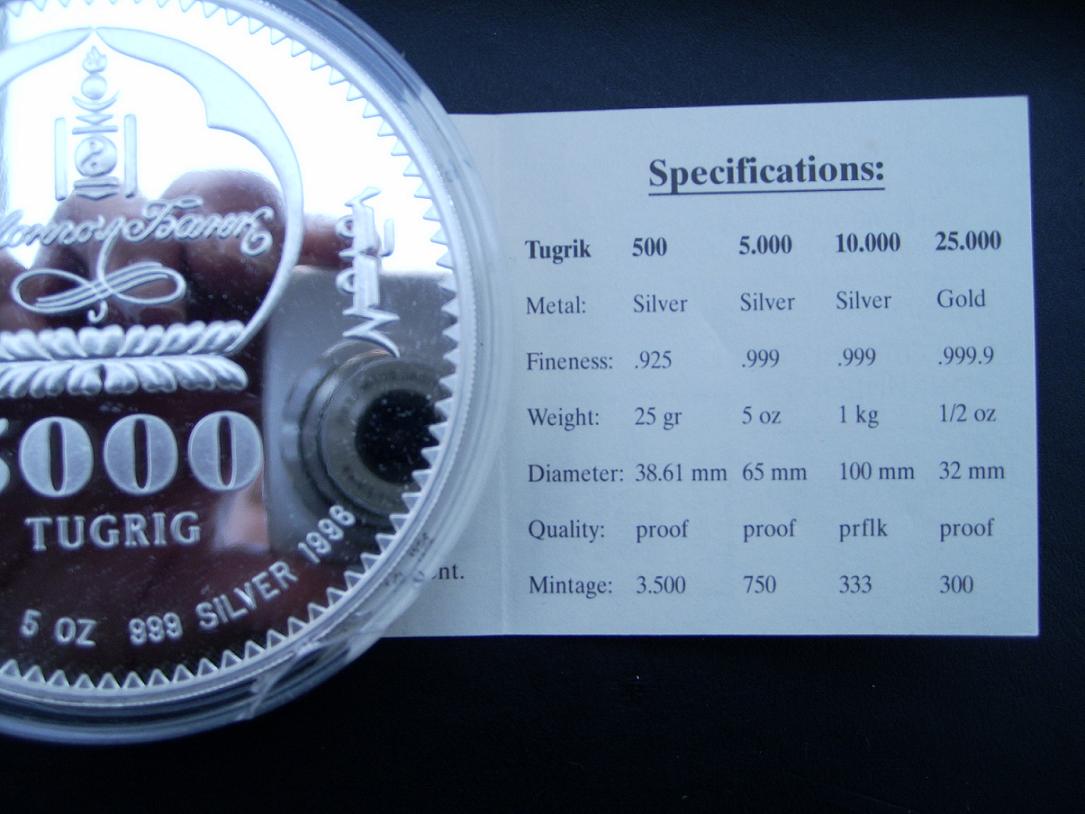 5000
TUGRIG
5 OZ 999 SILVER 1996
nt.
Specifications:
Tugrik 500 5.000 10.000 25.000
Metal: Silver Silver Silver Gold
Fineness: .925 .999 .999 .999.9
Weight: 25 gr 5 oz 1 kg 1/2 oz
Diameter: 38.61 mm 65 mm 100 mm 32 mm
Quality: proof proof prflk proof
Mintage: 3.500 750 333 300